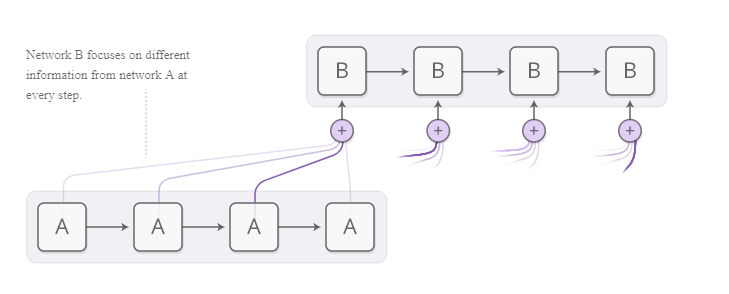 Network B focuses on different
information from network A at
every step.
B B B B
+ + + +
A A A A